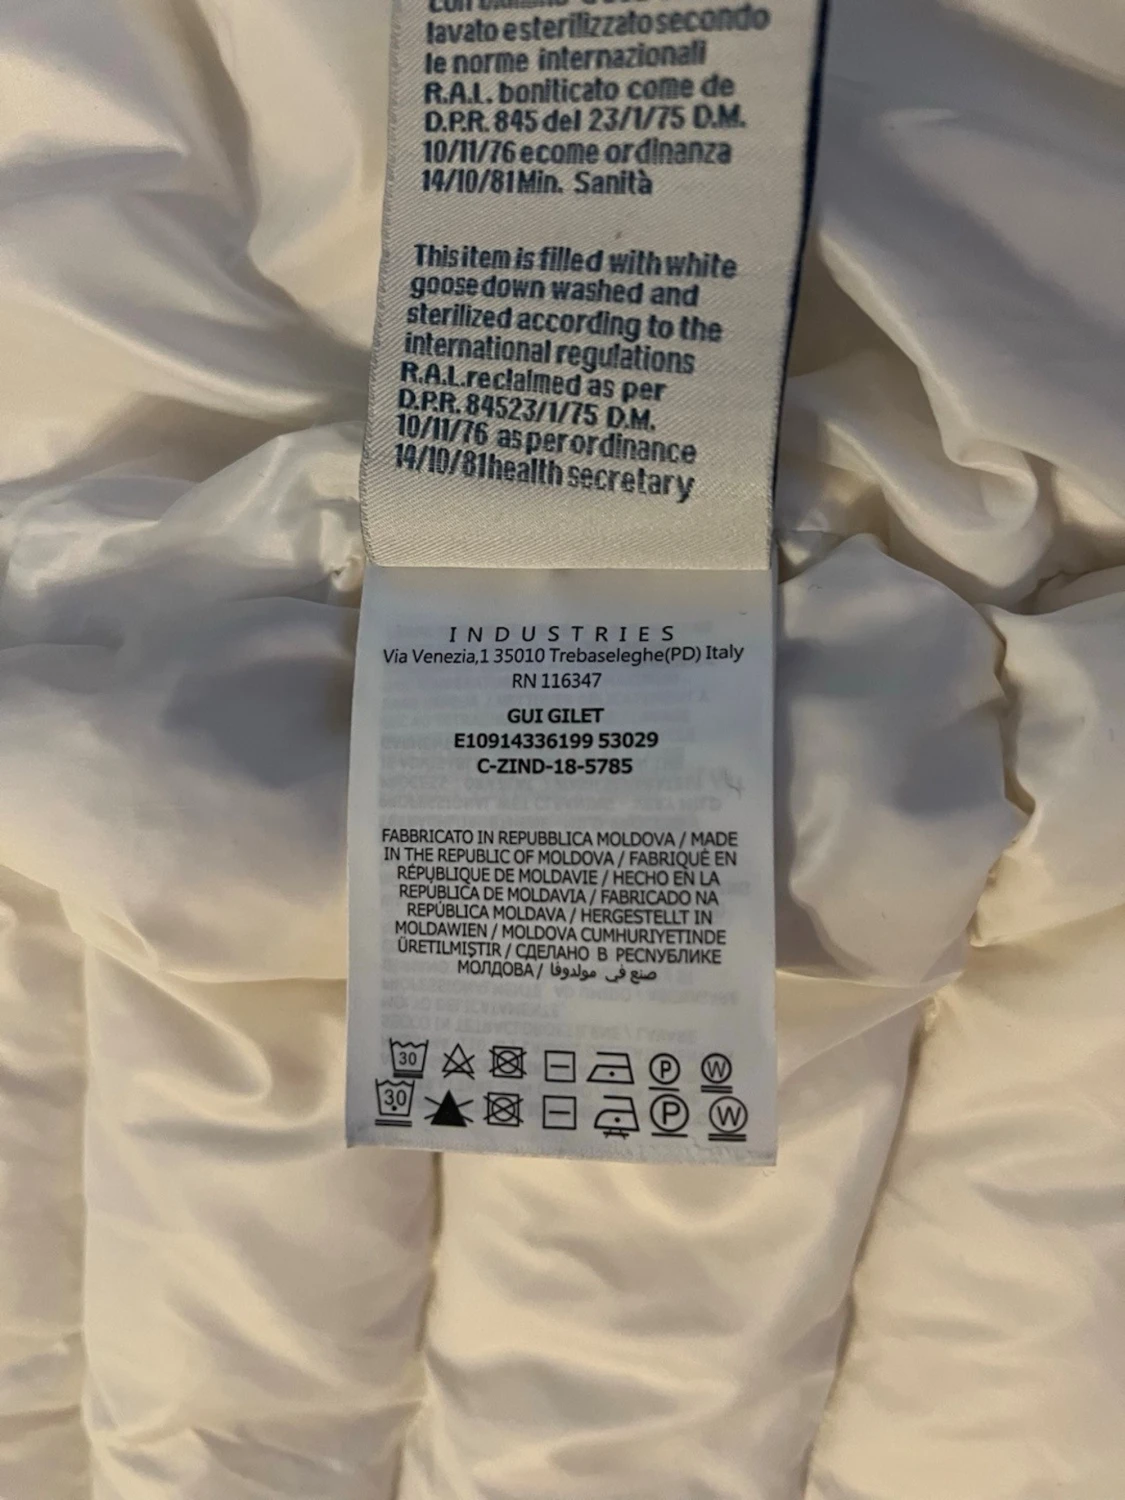 lavato e sterilizzato secondo
le norme internazionali
R.A.L. boniticato come de
D.P.R. 845 del 23/1/75 D.M.
10/11/76 e come ordinanza
14/10/81 Min. Sanità
This item is filled with white
goose down washed and
sterilized according to the
international regulations
R.A.L. reclaimed as per
D.P.R. 84523/1/75 D.M.
10/11/76 as per ordinance
14/10/81 health secretary
INDUSTRIES
Via Venezia,1 35010 Trebaseleghe(PD) Italy
RN 116347
GUI GILET
E10914336199 53029
C-ZIND-18-5785
FABBRICATO IN REPUBBLICA MOLDOVA / MADE
IN THE REPUBLIC OF MOLDOVA / FABRIQUÉ EN
RÉPUBLIQUE DE MOLDAVIE / HECHO EN LA
REPÚBLICA DE MOLDAVIA / FABRICADO NA
REPÚBLICA MOLDAVA / HERGESTELLT IN
MOLDAWIEN / MOLDOVA CUMHURIYETINDE
ÜRETILMIŞTIR / СДЕЛАНО В РЕСПУБЛИКЕ
МОЛДОВА / صنع في مولدوفا
30 P W
30 P W